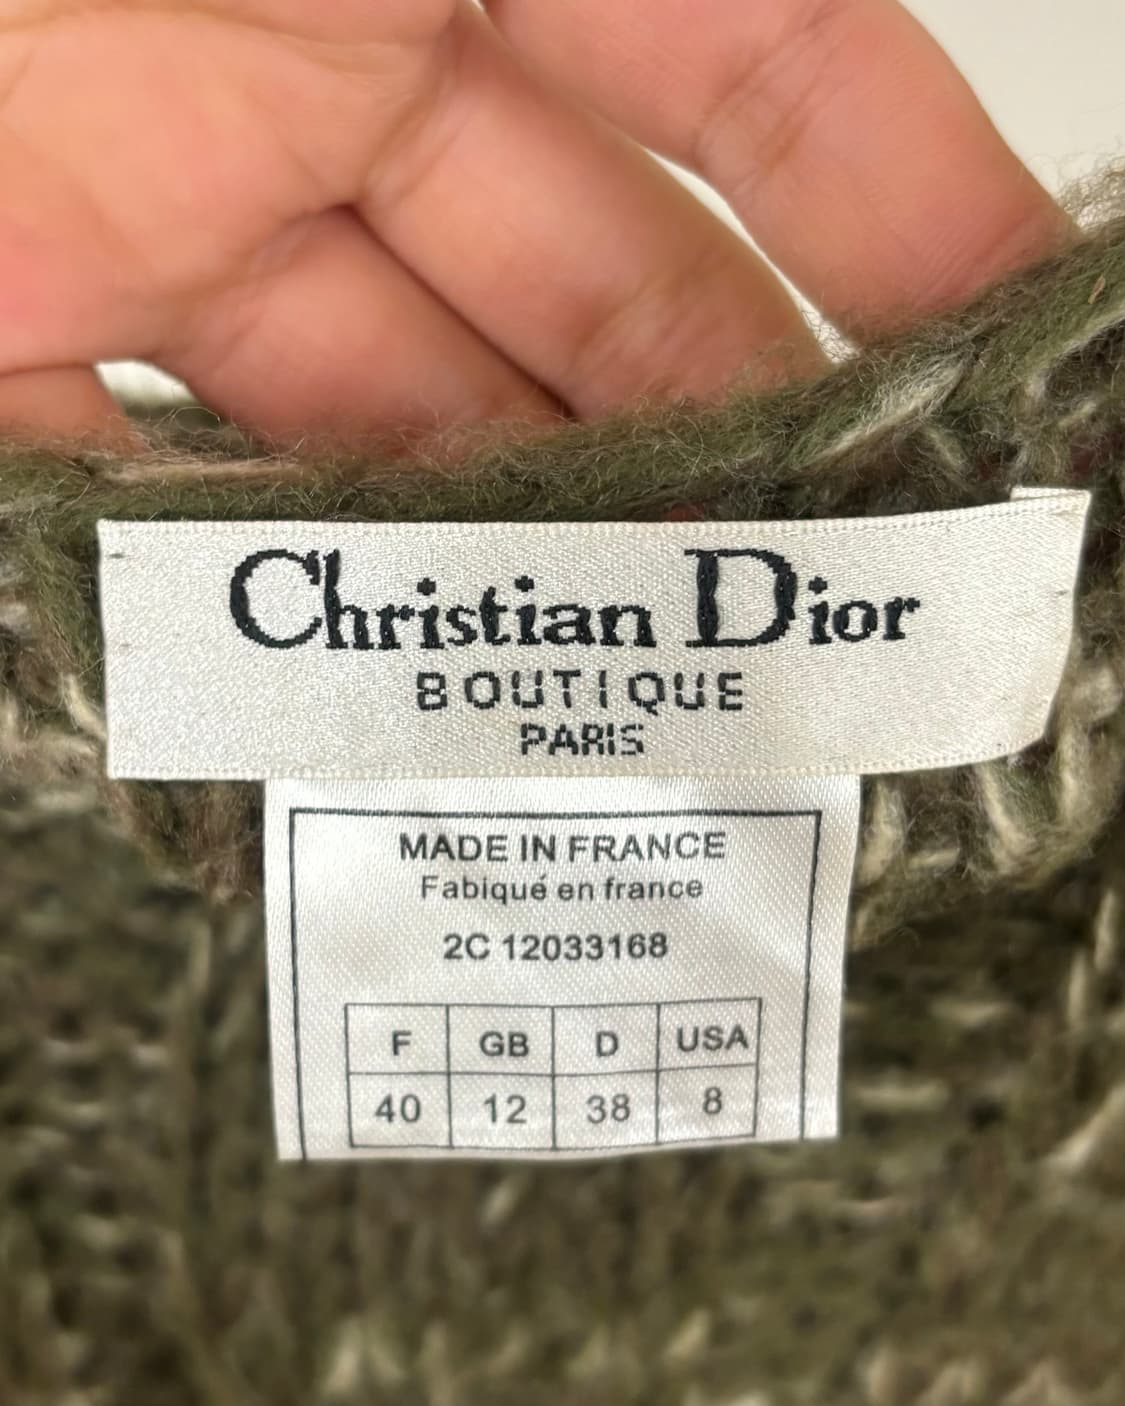 Christian Dior
BOUTIQUE
PARIS
MADE IN FRANCE
Fabiqué en france
2C 12033168
F GB D USA
40 12 38 8